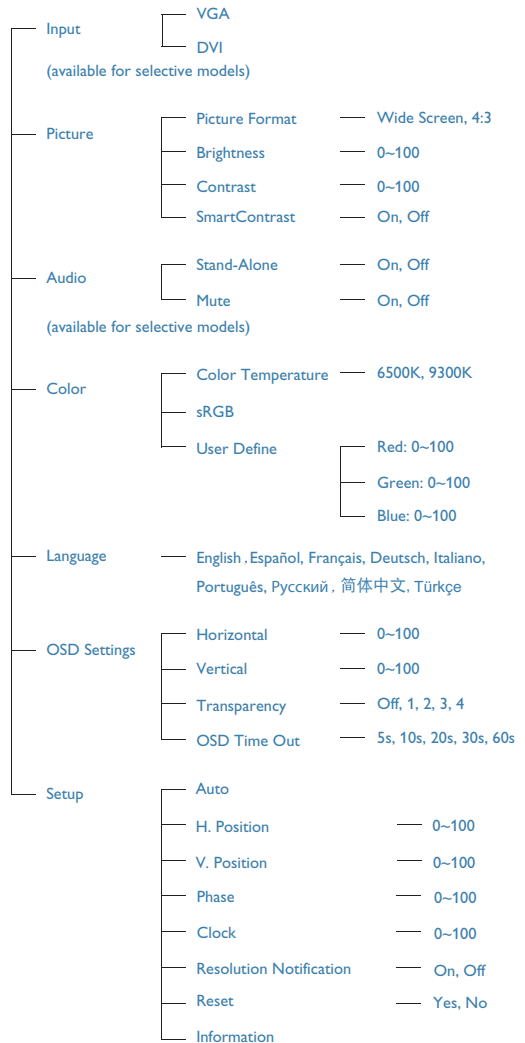 VGA
Input
DVI
(available for selective models)
Picture Format Wide Screen, 4:3
Picture
Brightness 0~100
Contrast 0~100
SmartContrast On, Off
Stand-Alone On, Off
Audio
Mute On, Off
(available for selective models)
Color Temperature 6500K, 9300K
Color
sRGB
User Define Red: 0~100
Green: 0~100
Blue: 0~100
Language English, Español, Français, Deutsch, Italiano,
Português, Русский, 简体中文, Türkçe
Horizontal 0~100
OSD Settings
Vertical 0~100
Transparency Off, 1, 2, 3, 4
OSD Time Out 5s, 10s, 20s, 30s, 60s
Auto
Setup
H. Position 0~100
V. Position 0~100
Phase 0~100
Clock 0~100
Resolution Notification On, Off
Reset Yes, No
Information